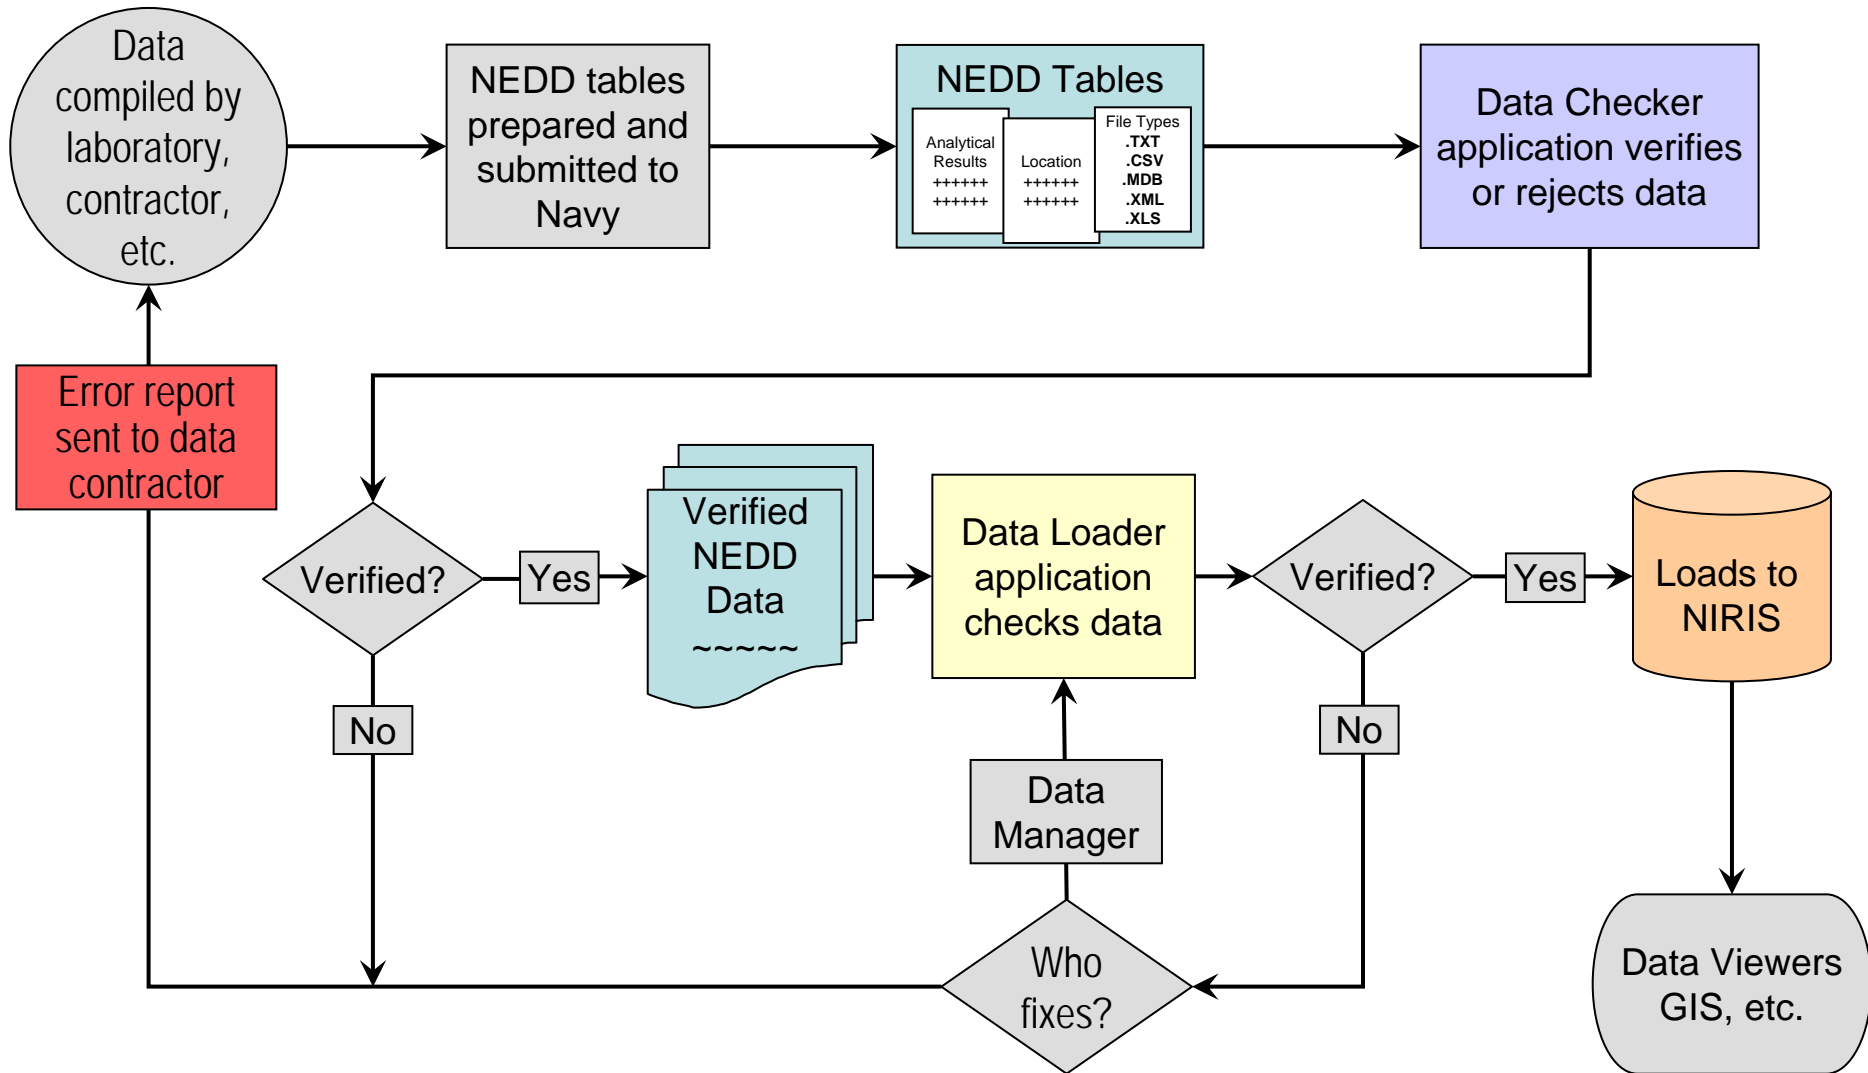 Data
compiled by
laboratory,
contractor,
etc.
NEDD tables
prepared and
submitted to
Navy
NEDD Tables
Analytical
Results
++++++
++++++
Location
++++++
++++++
File Types
.TXT
.CSV
.MDB
.XML
.XLS
Data Checker
application verifies
or rejects data
Error report
sent to data
contractor
Verified?
Yes
No
Verified
NEDD
Data
~~~~~
Data Loader
application
checks data
Verified?
Yes
No
Loads to
NIRIS
Data
Manager
Who
fixes?
Data Viewers
GIS, etc.